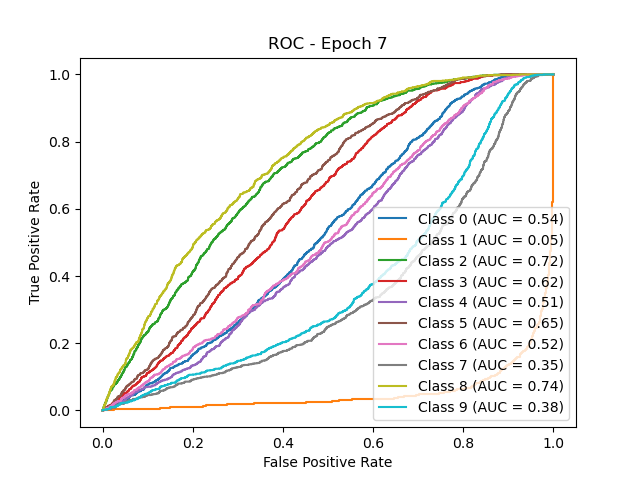 ROC - Epoch 7
True Positive Rate
1.0
0.8
0.6
0.4
0.2
0.0
Class 0 (AUC = 0.54)
Class 1 (AUC = 0.05)
Class 2 (AUC = 0.72)
Class 3 (AUC = 0.62)
Class 4 (AUC = 0.51)
Class 5 (AUC = 0.65)
Class 6 (AUC = 0.52)
Class 7 (AUC = 0.35)
Class 8 (AUC = 0.74)
Class 9 (AUC = 0.38)
0.0 0.2 0.4 0.6 0.8 1.0
False Positive Rate